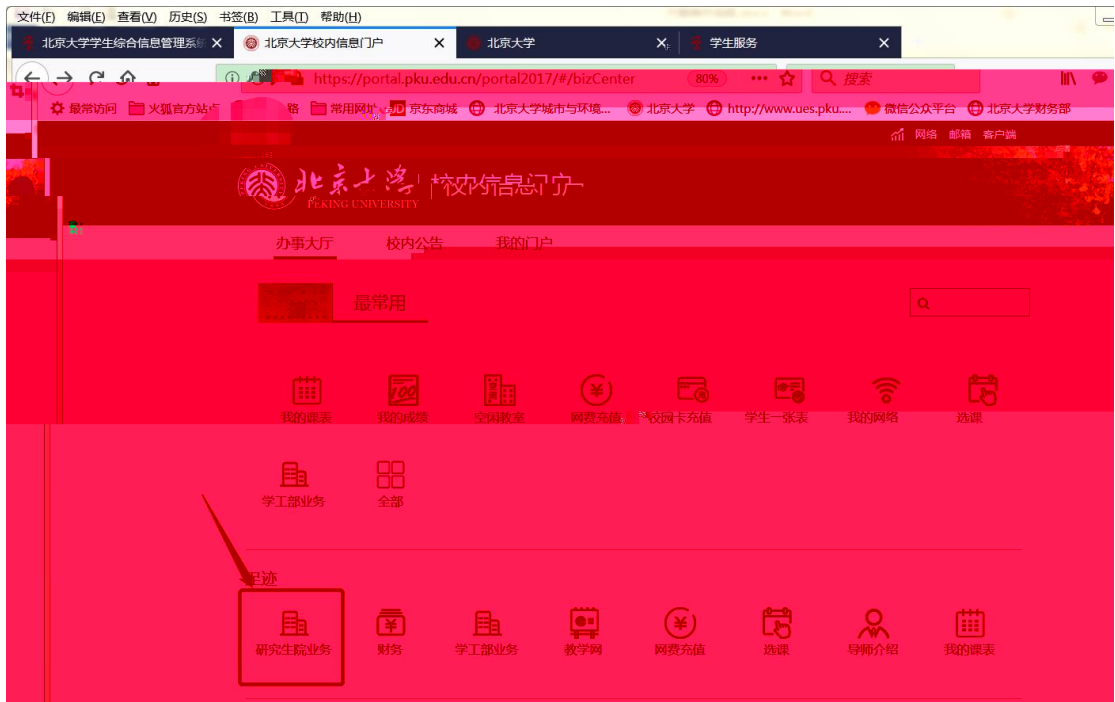 文件(F) 编辑(E) 查看(V) 历史(S) 书签(B) 工具(T) 帮助(H)
北京大学学生综合信息管理系统 北京大学校内信息门户 北京大学 学生服务
https://portal.pku.edu.cn/portal2017/#/bizCenter 80% 搜索
最常访问 火狐官方站点 常用网址 JD 京东商城 北京大学城市与环境... 北京大学 http://www.ues.pku.... 微信公众平台 北京大学财务部
网络 邮箱 客户端
北京大学 校内信息门户
PEKING UNIVERSITY
办事大厅 校内公告 我的门户
最常用
我的课表 我的成绩 空闲教室 网费充值 校园卡充值 学生一张表 我的网络 选课
学工部业务 全部
足迹
研究生院业务 财务 学工部业务 教学网 网费充值 选课 导师介绍 我的课表